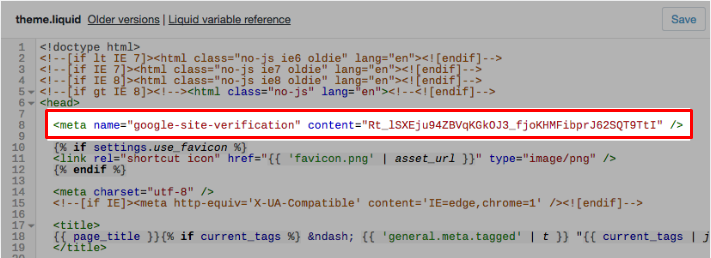 theme.liquid Older versions | Liquid variable reference Save
1 <!doctype html>
2 <!--[if lt IE 7]><html class="no-js ie6 oldie" lang="en"><![endif]-->
3 <!--[if IE 7]><html class="no-js ie7 oldie" lang="en"><![endif]-->
4 <!--[if IE 8]><html class="no-js ie8 oldie" lang="en"><![endif]-->
5 <!--[if gt IE 8]><!--><html class="no-js" lang="en"><!--<![endif]-->
6 <head>
7
8 <meta name="google-site-verification" content="Rt_lSXEju94ZBVqKGkOJ3_fjoKHMFibprJ62SQT9TtI" />
9
10 {% if settings.use_favicon %}
11 <link rel="shortcut icon" href="{{ 'favicon.png' | asset_url }}" type="image/png" />
12 {% endif %}
13
14 <meta charset="utf-8" />
15 <!--[if IE]><meta http-equiv='X-UA-Compatible' content='IE=edge,chrome=1' /><![endif]-->
16
17 <title>
18 {{ page_title }}{% if current_tags %} &ndash; {{ 'general.meta.tagged' | t }} "{{ current_tags | j
19 </title>